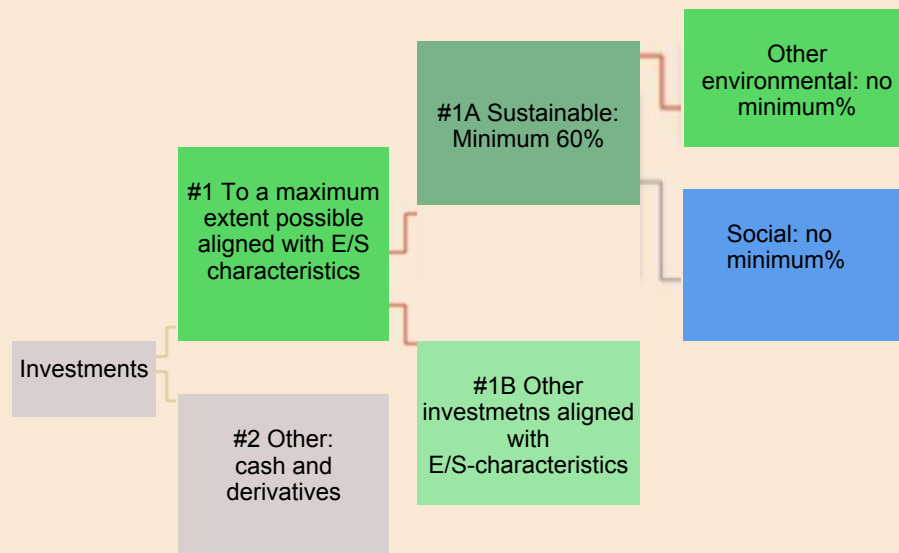 Investments
#1 To a maximum
extent possible
aligned with E/S
characteristics
#2 Other:
cash and
derivatives
#1A Sustainable:
Minimum 60%
#1B Other
investmetns aligned
with
E/S-characteristics
Other
environmental: no
minimum%
Social: no
minimum%